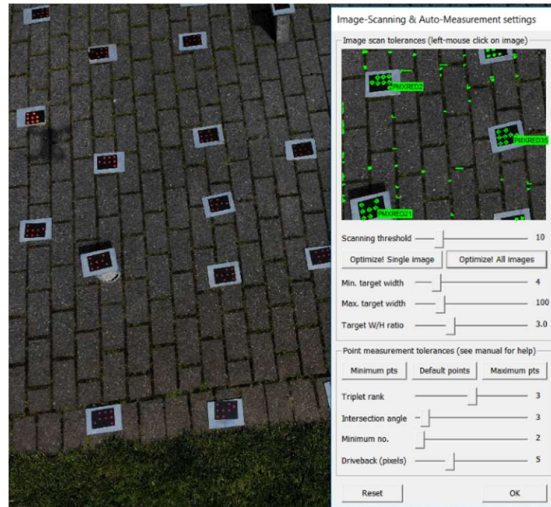 Image-Scanning & Auto-Measurement settings
Image scan tolerances (left-mouse click on image)
PMXRED2
PMXRED35
PMXRED21
Scanning threshold 10
Optimize! Single image Optimize! All images
Min. target width 4
Max. target width 100
Target W/H ratio 3.0
Point measurement tolerances (see manual for help)
Minimum pts Default points Maximum pts
Triplet rank 3
Intersection angle 3
Minimum no. 2
Driveback (pixels) 5
Reset OK